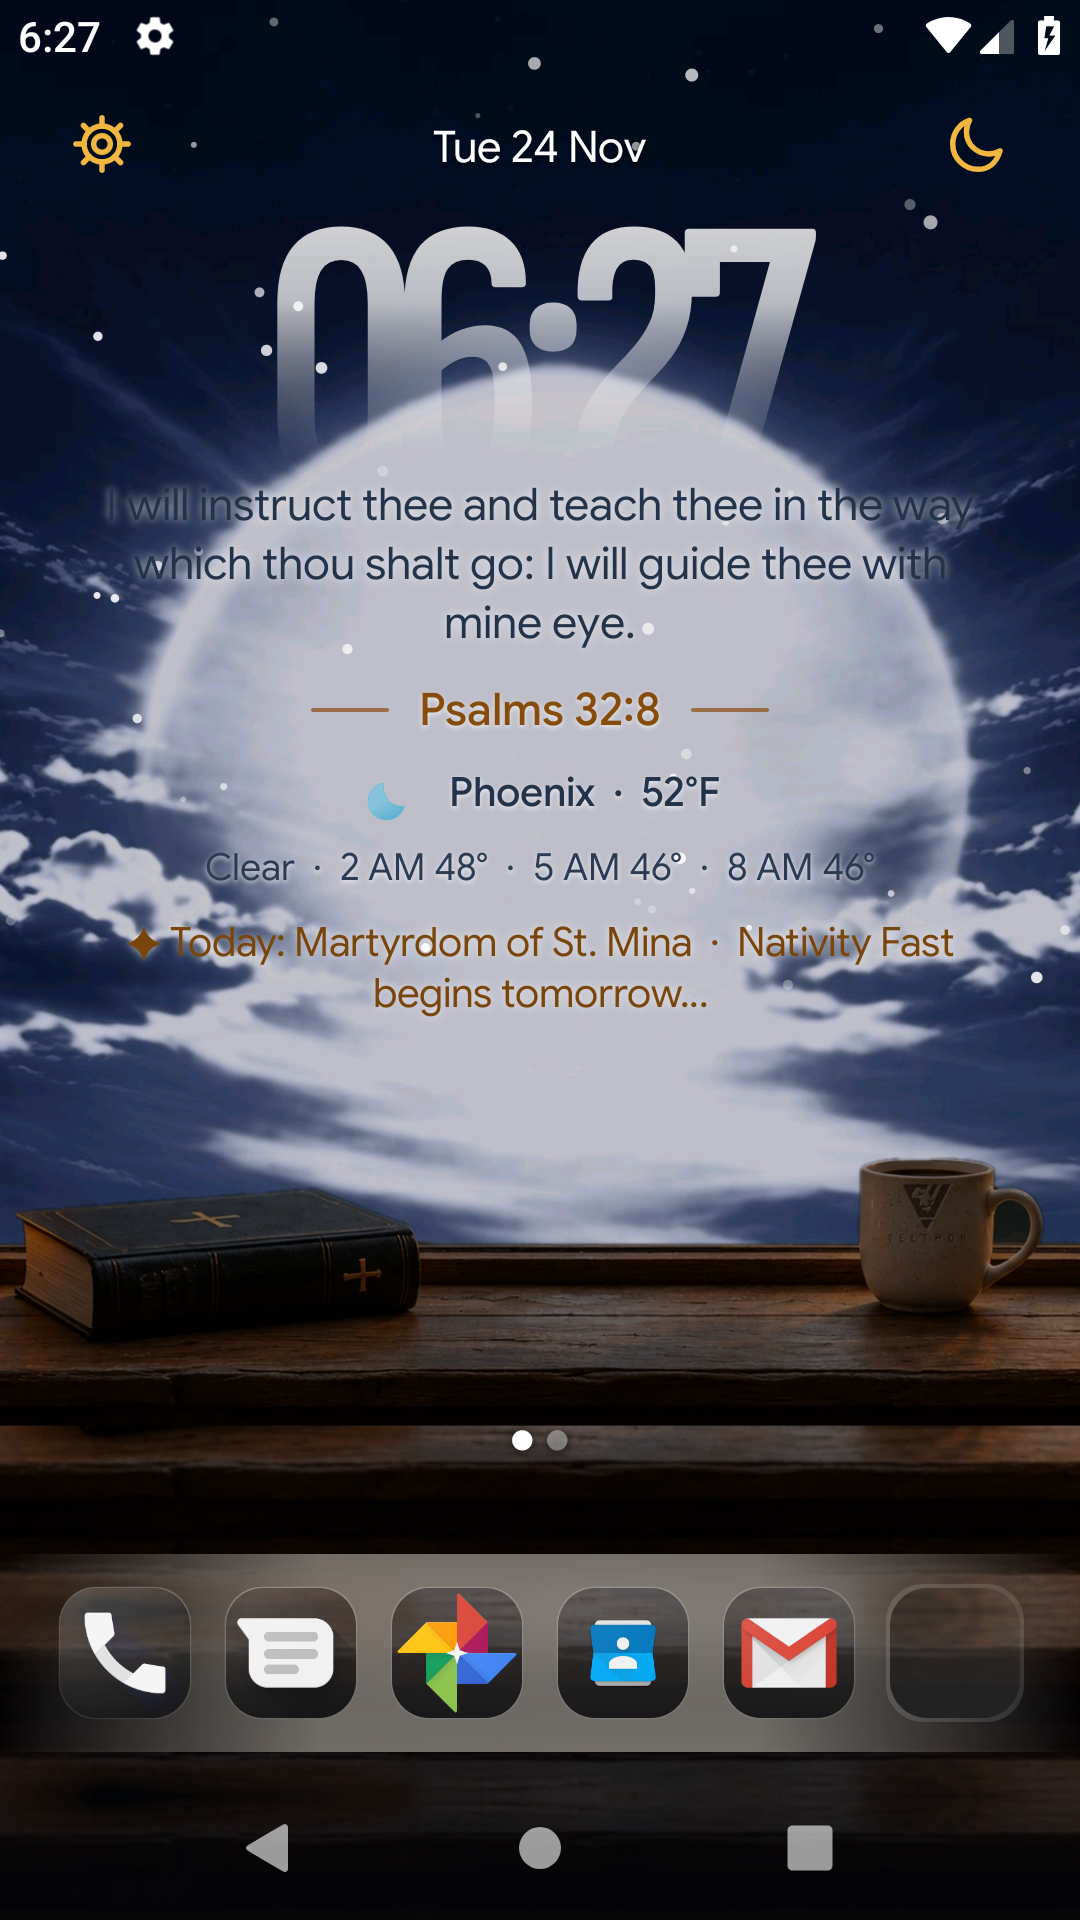 6:27
Tue 24 Nov
06:27
I will instruct thee and teach thee in the way
which thou shalt go: I will guide thee with
mine eye.
Psalms 32:8
Phoenix · 52°F
Clear · 2 AM 48° · 5 AM 46° · 8 AM 46°
✦ Today: Martyrdom of St. Mina · Nativity Fast
begins tomorrow...
VELTHON